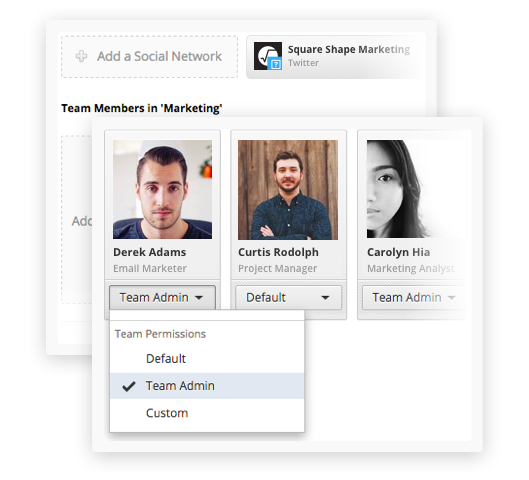 Add a Social Network
Square Shape Marketing
Twitter
Team Members in 'Marketing'
Derek Adams
Email Marketer
Team Admin
Curtis Rodolph
Project Manager
Default
Carolyn Hia
Marketing Analyst
Team Admin
Team Permissions
Default
Team Admin
Custom